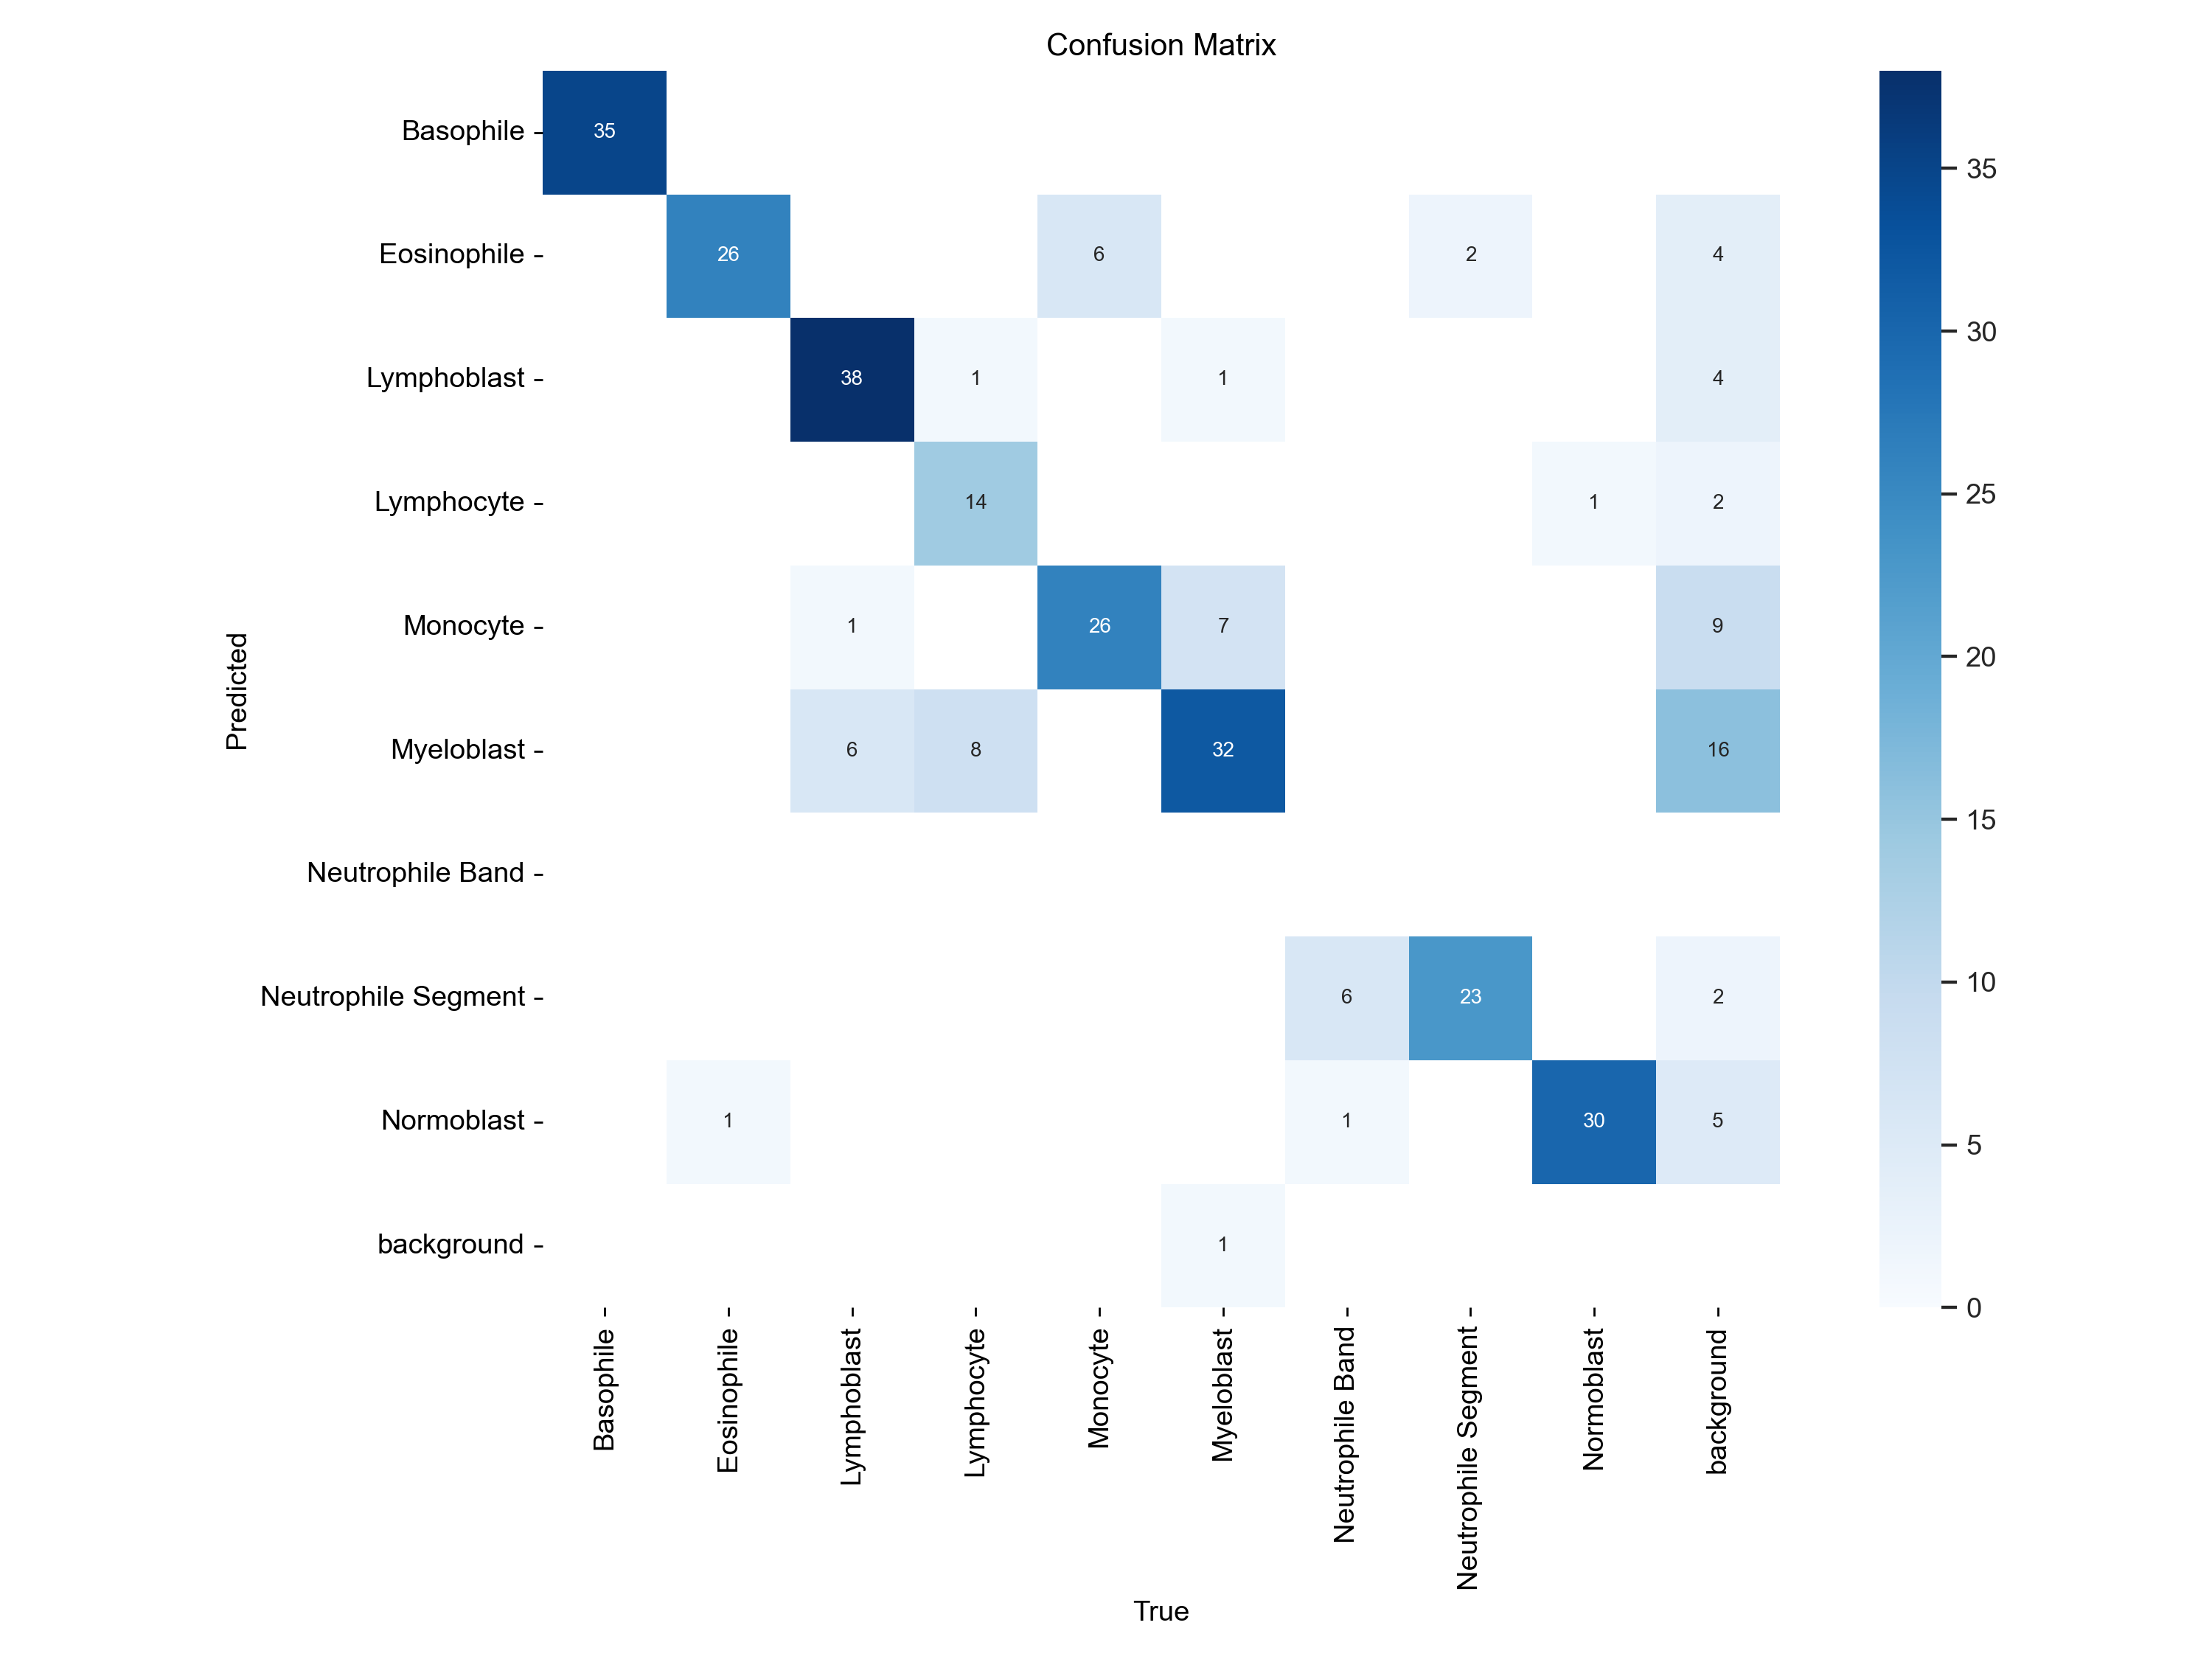 Confusion Matrix
Basophile 35
Eosinophile 26 6 2 4
Lymphoblast 38 1 1 4
Lymphocyte 14 1 2
Monocyte 1 26 7 9
Myeloblast 6 8 32 16
Neutrophile Band
Neutrophile Segment 6 23 2
Normoblast 1 1 30 5
background 1
Predicted
Basophile
Eosinophile
Lymphoblast
Lymphocyte
Monocyte
Myeloblast
Neutrophile Band
Neutrophile Segment
Normoblast
background
True
35
30
25
20
15
10
5
0